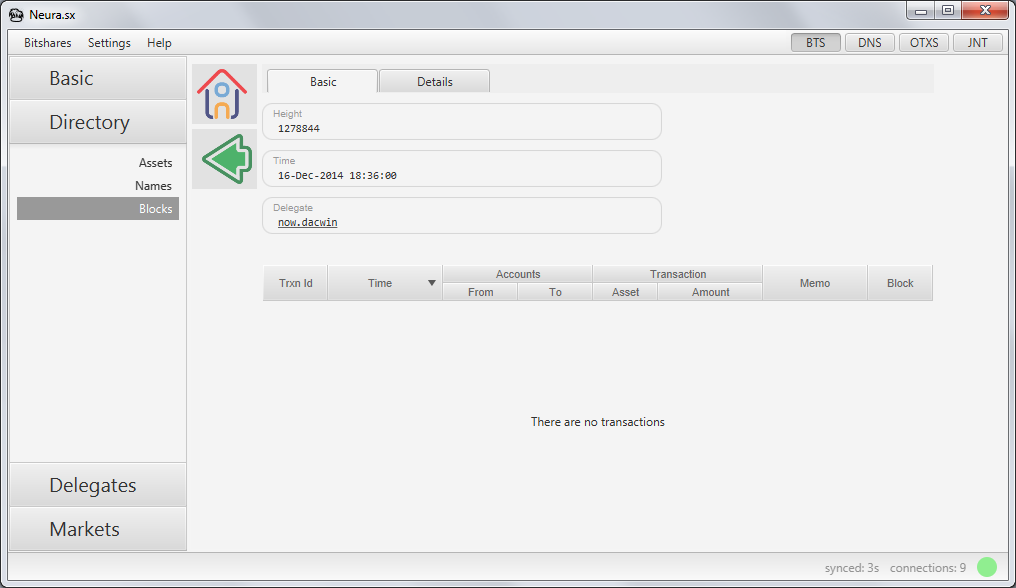 Neura.sx
Bitshares Settings Help BTS DNS OTXS JNT
Basic
Directory
Assets
Names
Blocks
Delegates
Markets
Basic Details
Height
1278844
Time
16-Dec-2014 18:36:00
Delegate
now.dacwin
Trxn Id Time Accounts Transaction Memo Block
From To Asset Amount
There are no transactions
synced: 3s connections: 9